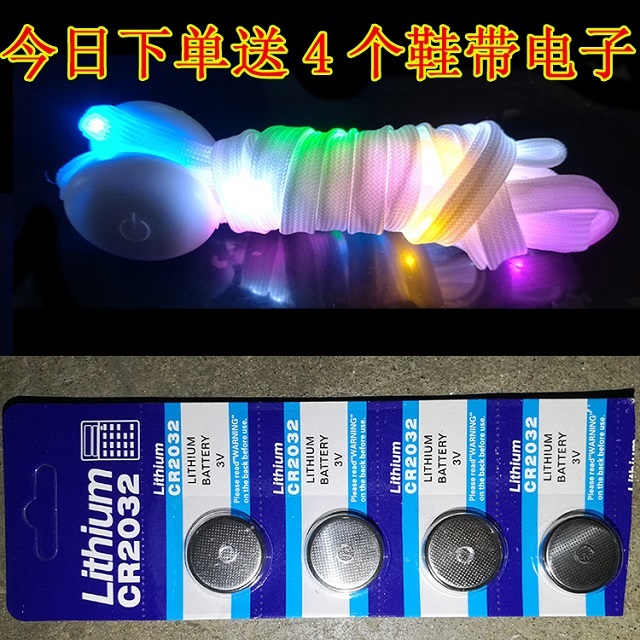 今日下单送4个鞋带电子
Lithium
CR2032
Lithium
CR2032
LITHIUM
BATTERY
3V
Please read"WARNING"
on the back before use.
Lithium
CR2032
LITHIUM
BATTERY
3V
Please read"WARNING"
on the back before use.
Lithium
CR2032
LITHIUM
BATTERY
3V
Please read"WARNING"
on the back before use.
Lithium
CR2032
LITHIUM
BATTERY
3V
Please read"WARNING"
on the back before use.